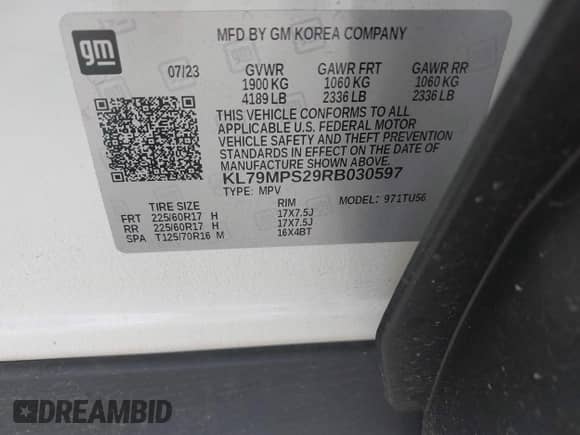 gm
MFD BY GM KOREA COMPANY
07/23 GVWR GAWR FRT GAWR RR
1900 KG 1060 KG 1060 KG
4189 LB 2336 LB 2336 LB
THIS VEHICLE CONFORMS TO ALL
APPLICABLE U.S. FEDERAL MOTOR
VEHICLE SAFETY AND THEFT PREVENTION
STANDARDS IN EFFECT ON THE DATE OF
MANUFACTURE SHOWN ABOVE.
KL79MPS29RB030597
TYPE: MPV MODEL: 971TU56
TIRE SIZE RIM
FRT 225/60R17 H 17X7.5J
RR 225/60R17 H 17X7.5J
SPA T125/70R16 M 16X4BT
DREAMBID